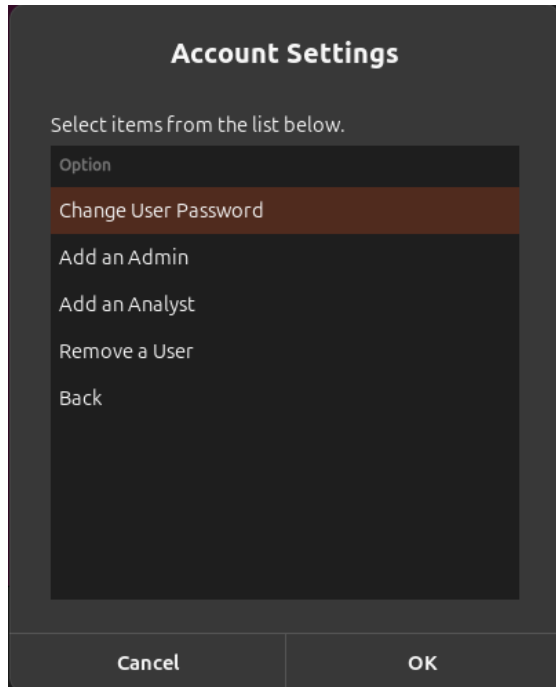 Account Settings
Select items from the list below.
Option
Change User Password
Add an Admin
Add an Analyst
Remove a User
Back
Cancel
OK